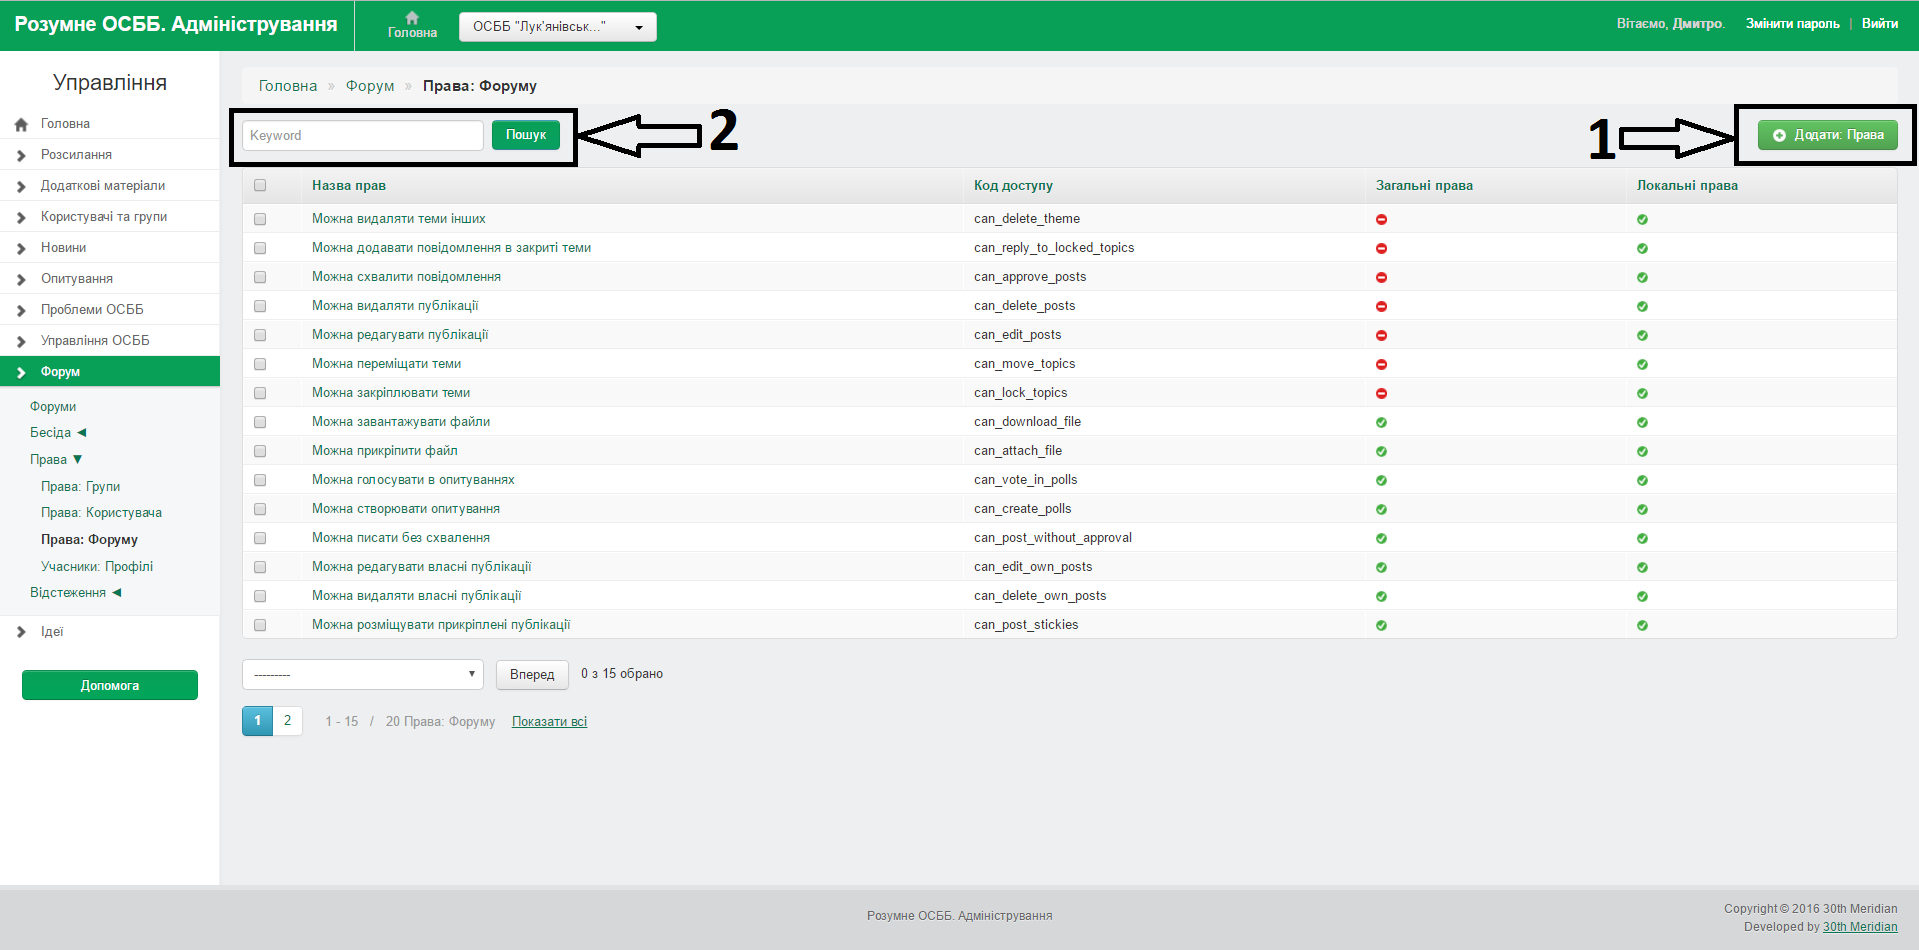 Розумне ОСББ. Адміністрування
Головна
ОСББ "Лук'янівськ..."
Вітаємо, Дмитро.
Змінити пароль | Вийти
Управління
Головна
Розсилання
Додаткові матеріали
Користувачі та групи
Новини
Опитування
Проблеми ОСББ
Управління ОСББ
Форум
Форуми
Бесіда ◀
Права ▼
Права: Групи
Права: Користувача
Права: Форуму
Учасники: Профілі
Відстеження ◀
Ідеї
Допомога
Головна » Форум » Права: Форуму
Keyword Пошук
2
1
Додати: Права
Назва прав Код доступу Загальні права Локальні права
Можна видаляти теми інших can_delete_theme
Можна додавати повідомлення в закриті теми can_reply_to_locked_topics
Можна схвалити повідомлення can_approve_posts
Можна видаляти публікації can_delete_posts
Можна редагувати публікації can_edit_posts
Можна переміщати теми can_move_topics
Можна закріплювати теми can_lock_topics
Можна завантажувати файли can_download_file
Можна прикріпити файл can_attach_file
Можна голосувати в опитуваннях can_vote_in_polls
Можна створювати опитування can_create_polls
Можна писати без схвалення can_post_without_approval
Можна редагувати власні публікації can_edit_own_posts
Можна видаляти власні публікації can_delete_own_posts
Можна розміщувати прикріплені публікації can_post_stickies
--------- Вперед 0 з 15 обрано
1 2 1 - 15 / 20 Права: Форуму Показати всі
Розумне ОСББ. Адміністрування
Copyright © 2016 30th Meridian
Developed by 30th Meridian